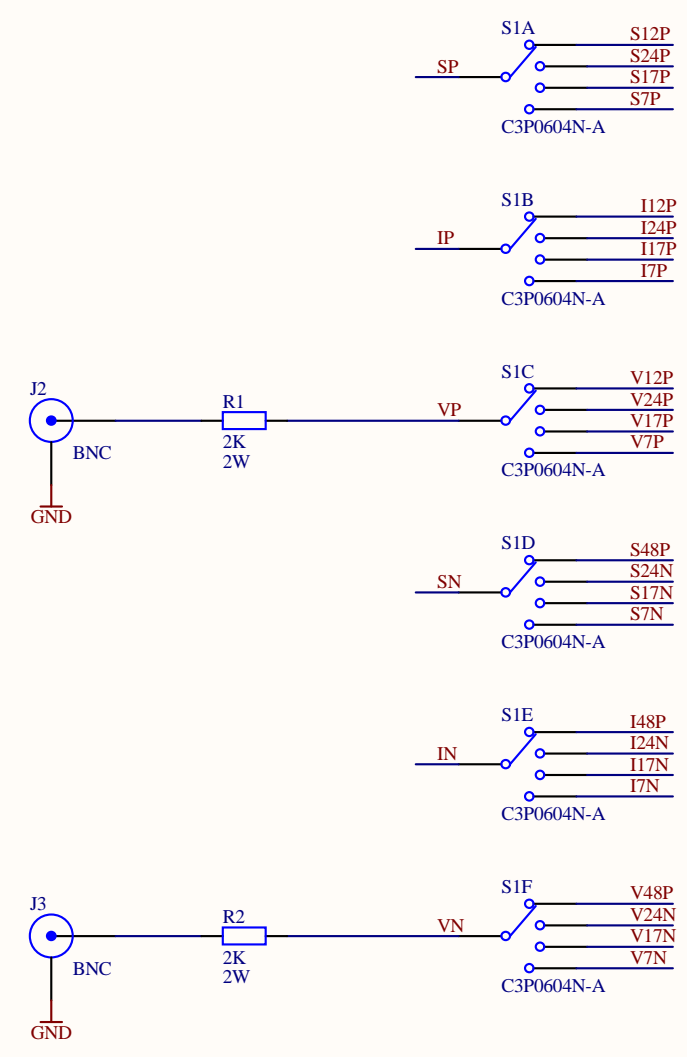 S1A
S12P
S24P
SP
S17P
S7P
C3P0604N-A
S1B
I12P
I24P
IP
I17P
I7P
C3P0604N-A
S1C
J2
R1
V12P
V24P
VP
V17P
V7P
BNC
2K
2W
C3P0604N-A
GND
S1D
S48P
S24N
SN
S17N
S7N
C3P0604N-A
S1E
I48P
I24N
IN
I17N
I7N
C3P0604N-A
S1F
J3
R2
V48P
V24N
VN
V17N
V7N
BNC
2K
2W
C3P0604N-A
GND